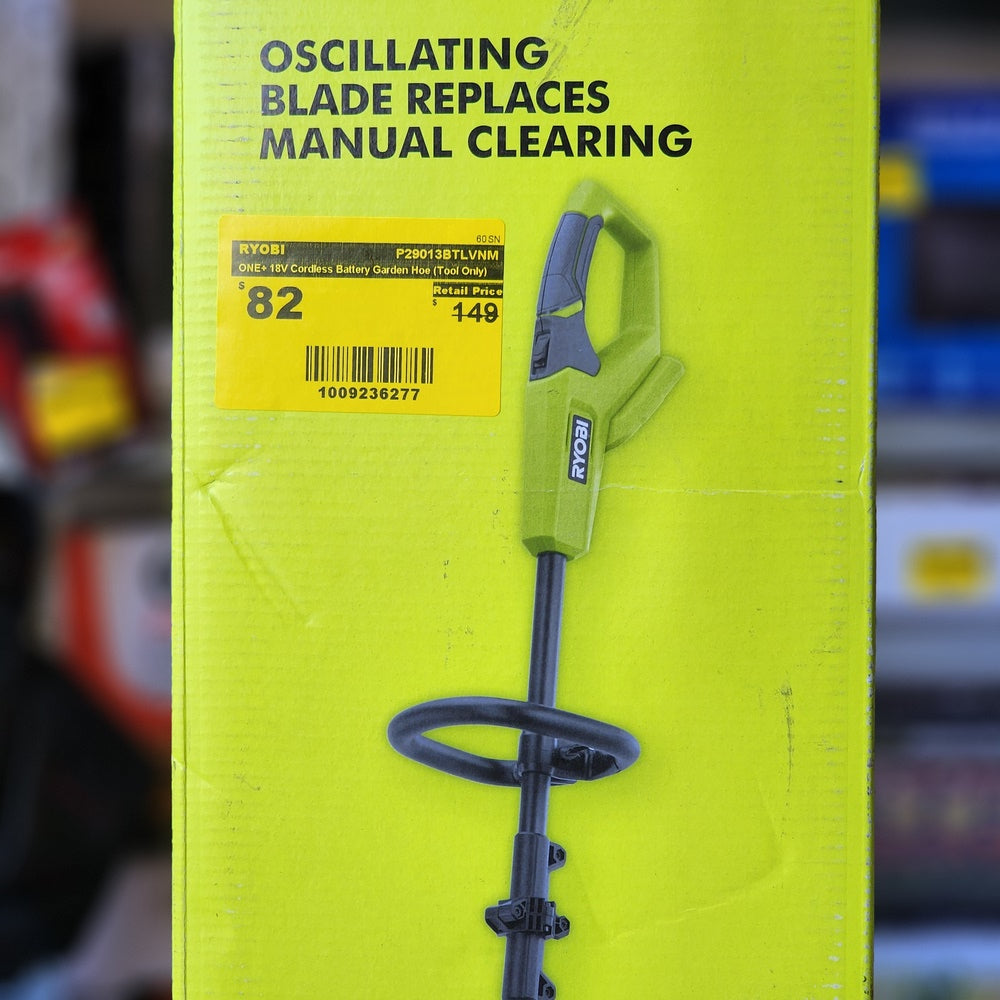 OSCILLATING
BLADE REPLACES
MANUAL CLEARING
60 SN
RYOBI P29013BTLVNM
ONE+ 18V Cordless Battery Garden Hoe (Tool Only)
$82
Retail Price
$149
1009236277
RYOBI